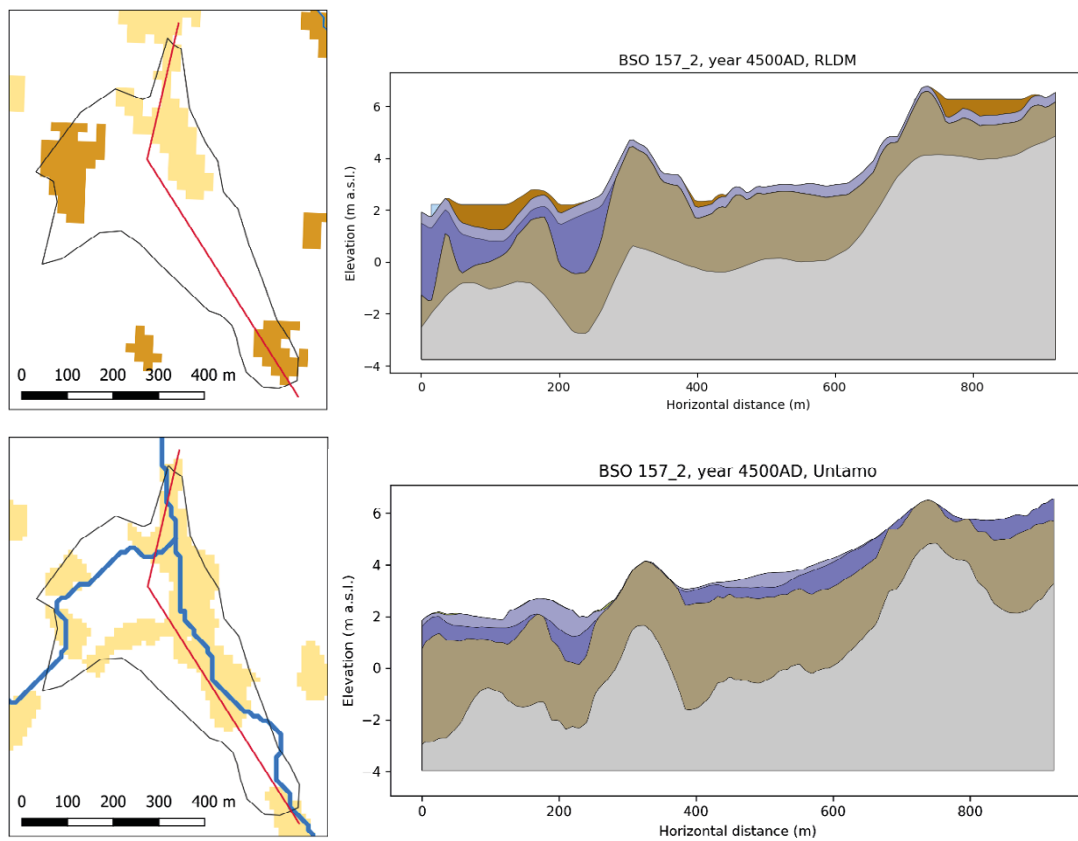 0 100 200 300 400 m
BSO 157_2, year 4500AD, RLDM
Elevation (m a.s.l.)
6
4
2
0
−2
−4
0 200 400 600 800
Horizontal distance (m)
0 100 200 300 400 m
BSO 157_2, year 4500AD, Untamo
Elevation (m a.s.l.)
6
4
2
0
−2
−4
0 200 400 600 800
Horizontal distance (m)